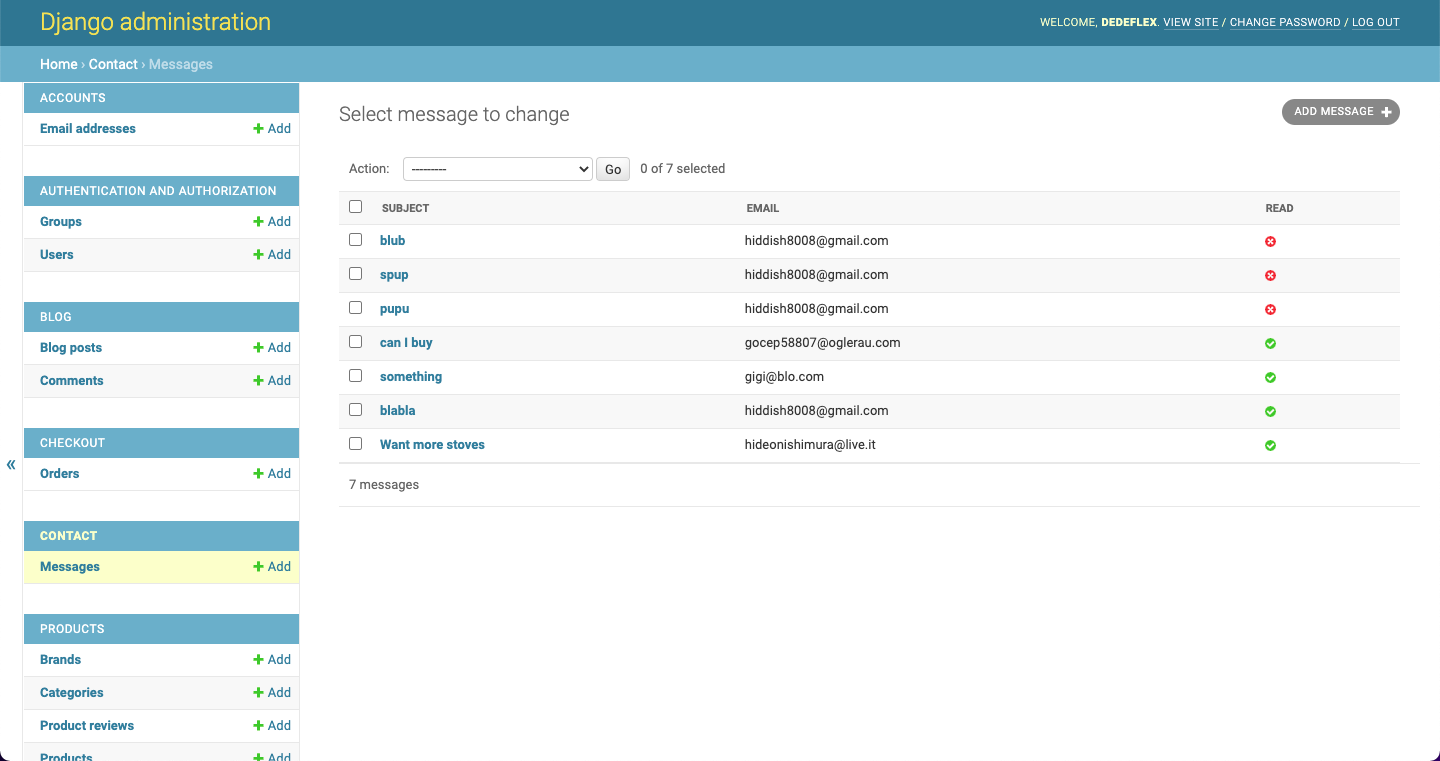 Django administration
WELCOME, DEDEFLEX. VIEW SITE / CHANGE PASSWORD / LOG OUT
Home › Contact › Messages
«
ACCOUNTS
Email addresses Add
AUTHENTICATION AND AUTHORIZATION
Groups Add
Users Add
BLOG
Blog posts Add
Comments Add
CHECKOUT
Orders Add
CONTACT
Messages Add
PRODUCTS
Brands Add
Categories Add
Product reviews Add
Products Add
Select message to change
ADD MESSAGE
Action: --------- Go 0 of 7 selected
SUBJECT EMAIL READ
blub hiddish8008@gmail.com
spup hiddish8008@gmail.com
pupu hiddish8008@gmail.com
can I buy gocep58807@oglerau.com
something gigi@blo.com
blabla hiddish8008@gmail.com
Want more stoves hideonishimura@live.it
7 messages